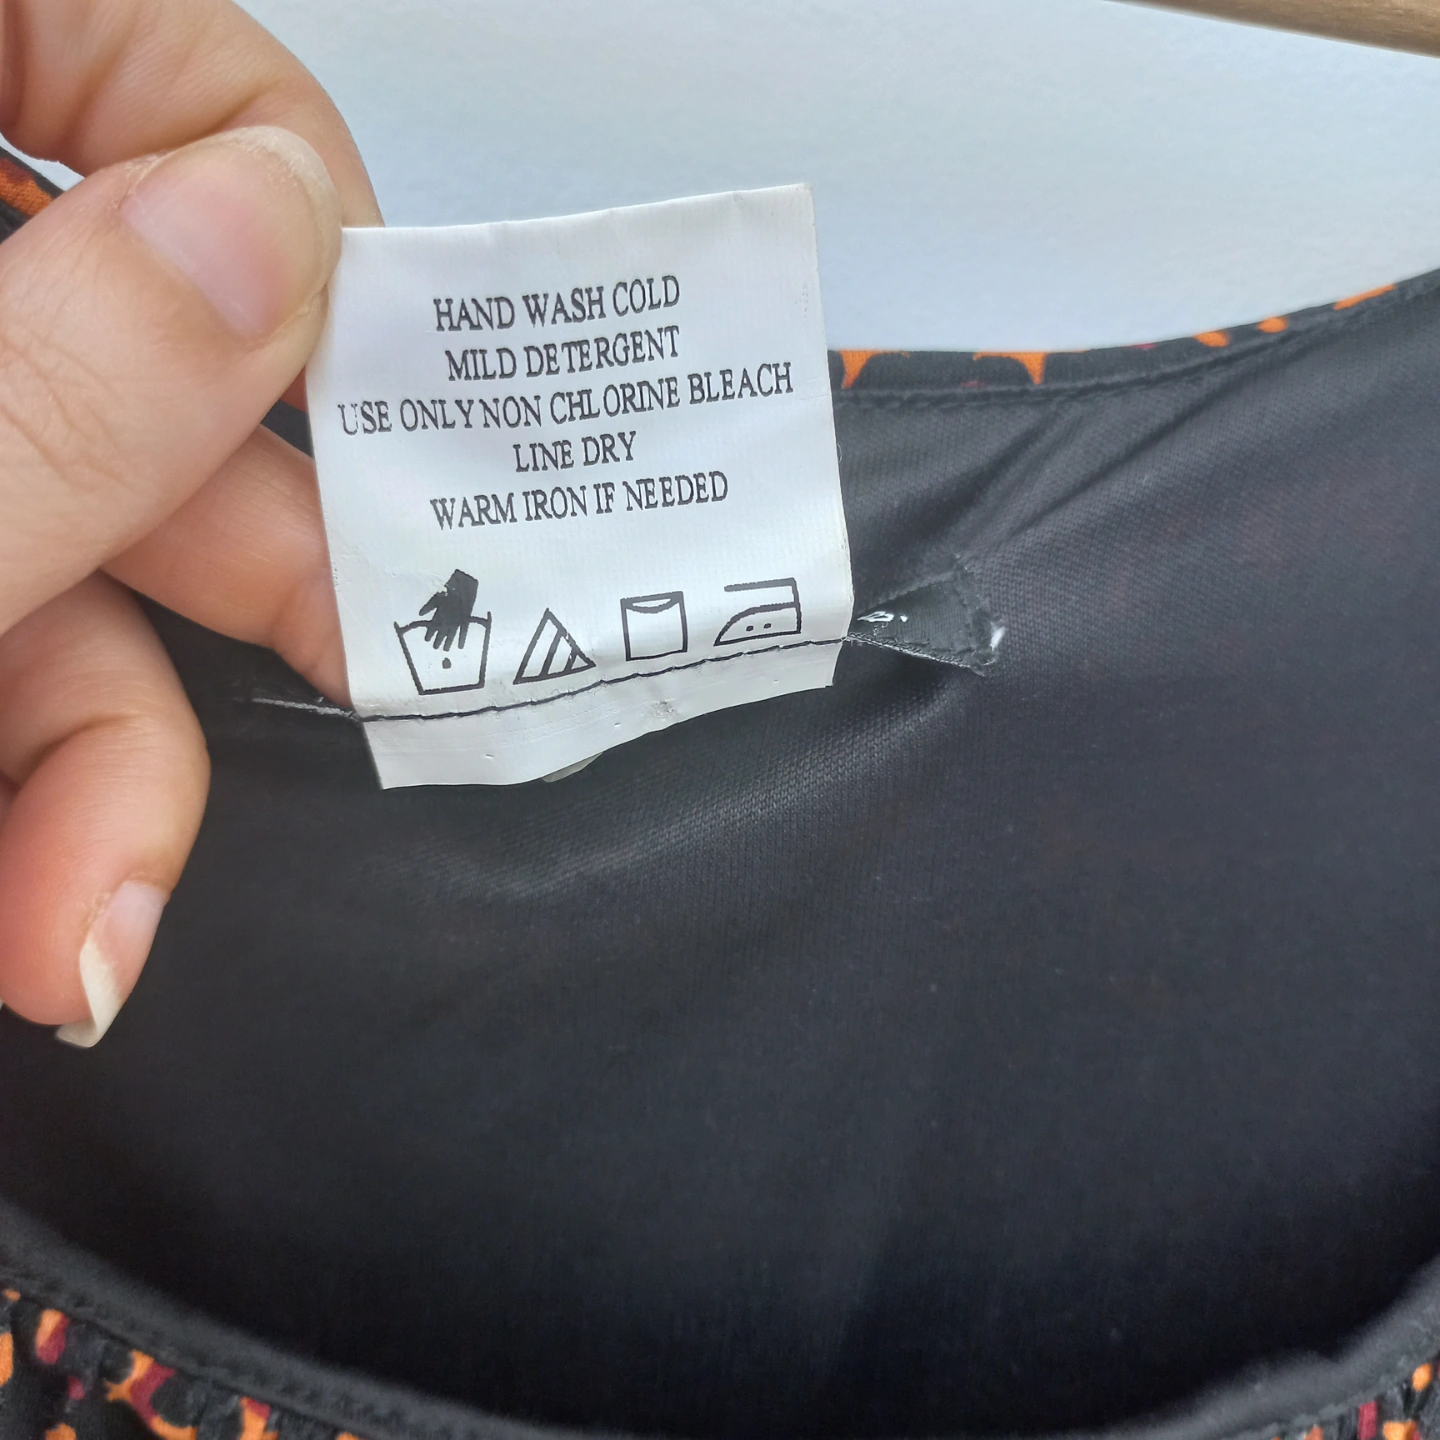 HAND WASH COLD
MILD DETERGENT
USE ONLY NON CHLORINE BLEACH
LINE DRY
WARM IRON IF NEEDED